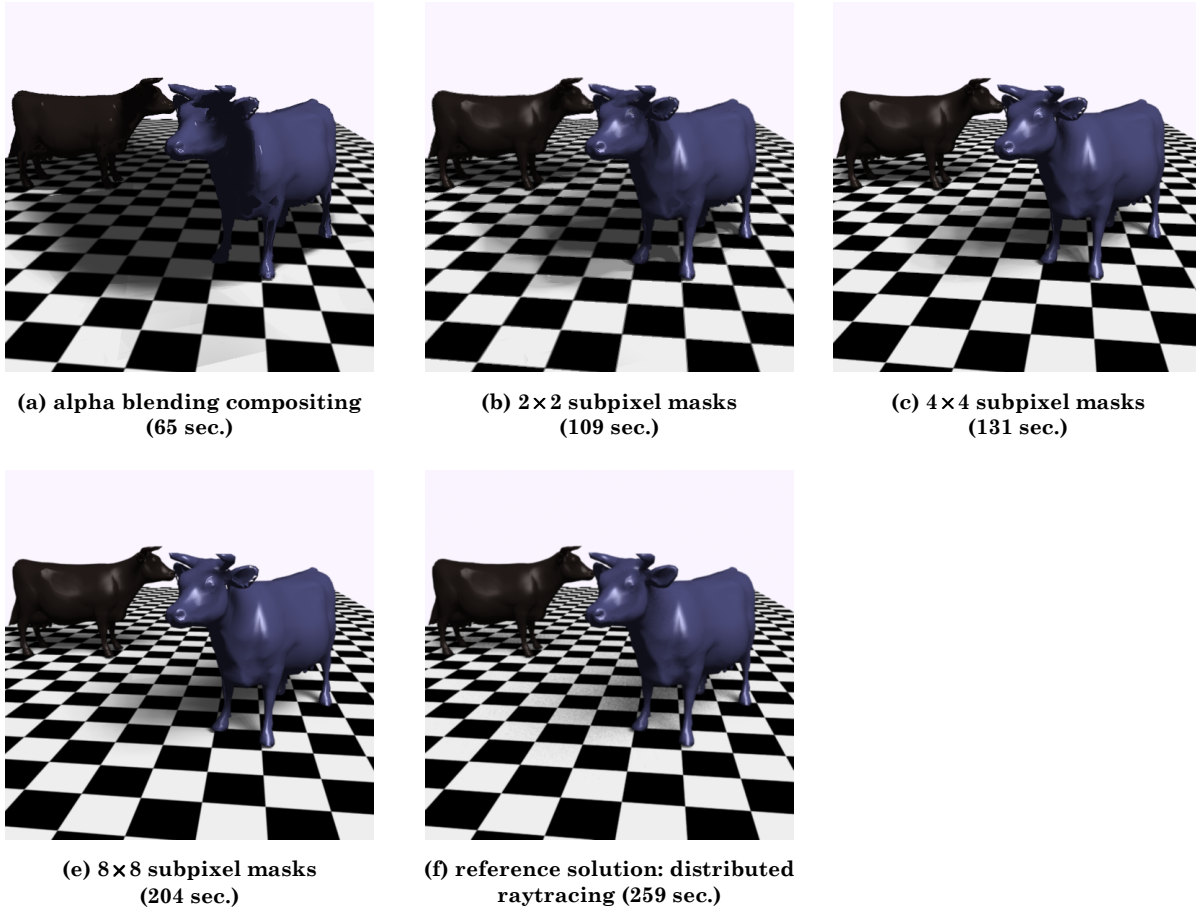 (a) alpha blending compositing
(65 sec.)
(b) 2×2 subpixel masks
(109 sec.)
(c) 4×4 subpixel masks
(131 sec.)
(e) 8×8 subpixel masks
(204 sec.)
(f) reference solution: distributed
raytracing (259 sec.)